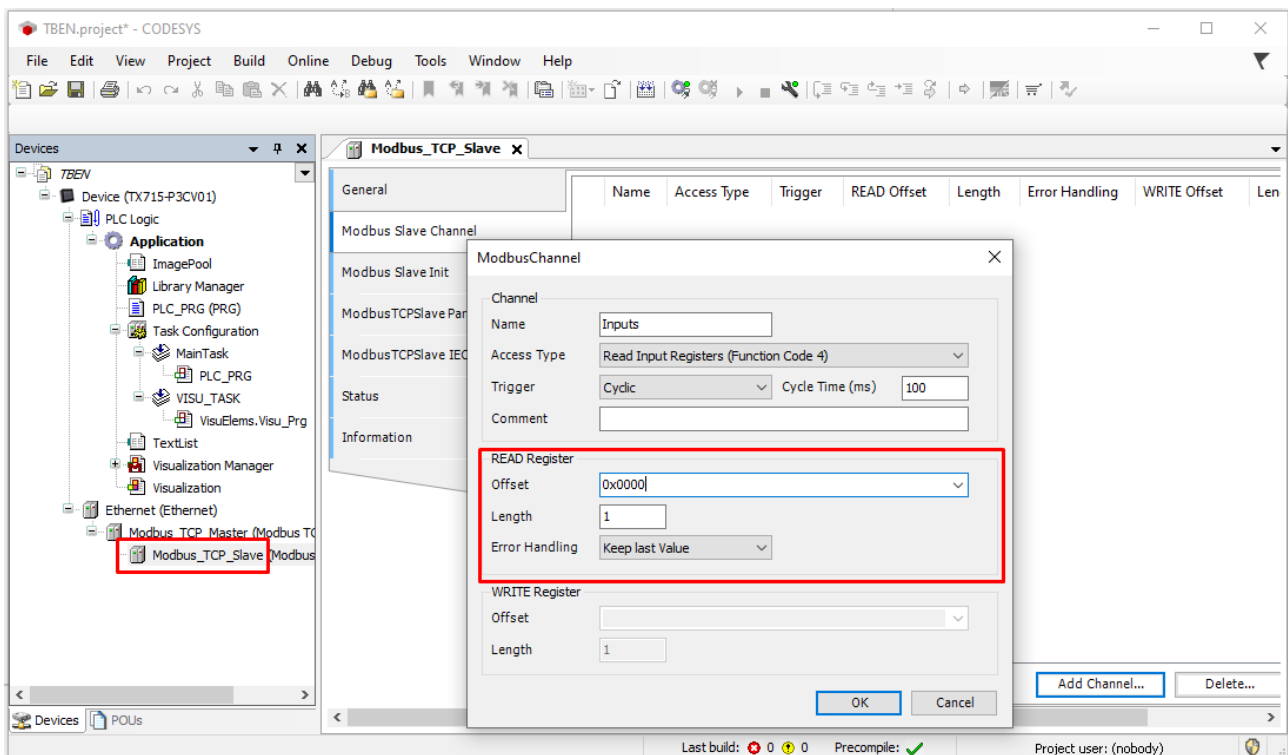 TBEN.project* - CODESYS
File Edit View Project Build Online Debug Tools Window Help
Devices
TBEN
Device (TX715-P3CV01)
PLC Logic
Application
ImagePool
Library Manager
PLC_PRG (PRG)
Task Configuration
MainTask
PLC_PRG
VISU_TASK
VisuElems.Visu_Prg
TextList
Visualization Manager
Visualization
Ethernet (Ethernet)
Modbus_TCP_Master (Modbus TC
Modbus_TCP_Slave (Modbus
Devices POUs
Modbus_TCP_Slave X
General
Modbus Slave Channel
Modbus Slave Init
ModbusTCPSlave Par
ModbusTCPSlave IEC
Status
Information
Name Access Type Trigger READ Offset Length Error Handling WRITE Offset Len
ModbusChannel
Channel
Name Inputs
Access Type Read Input Registers (Function Code 4)
Trigger Cyclic Cycle Time (ms) 100
Comment
READ Register
Offset 0x0000
Length 1
Error Handling Keep last Value
WRITE Register
Offset
Length 1
OK Cancel
Add Channel... Delete...
Last build: 0 0 Precompile: Project user: (nobody)